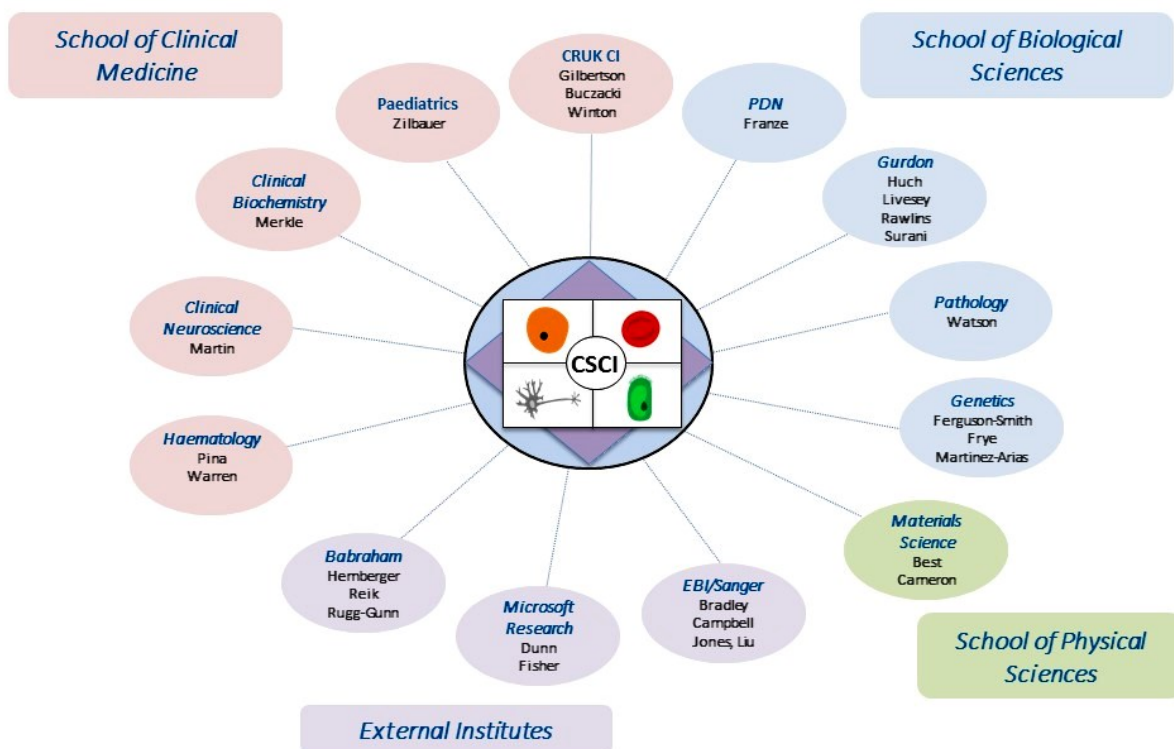 School of Clinical
Medicine
School of Biological
Sciences
CRUK CI
Gilbertson
Buczacki
Winton
Paediatrics
Zilbauer
PDN
Franze
Gurdon
Huch
Livesey
Rawlins
Surani
Clinical
Biochemistry
Merkle
Clinical
Neuroscience
Martin
CSCI
Pathology
Watson
Genetics
Ferguson-Smith
Frye
Martinez-Arias
Haematology
Pina
Warren
Materials
Science
Best
Cameron
Babraham
Hemberger
Reik
Rugg-Gunn
Microsoft
Research
Dunn
Fisher
EBI/Sanger
Bradley
Campbell
Jones, Liu
School of Physical
Sciences
External Institutes